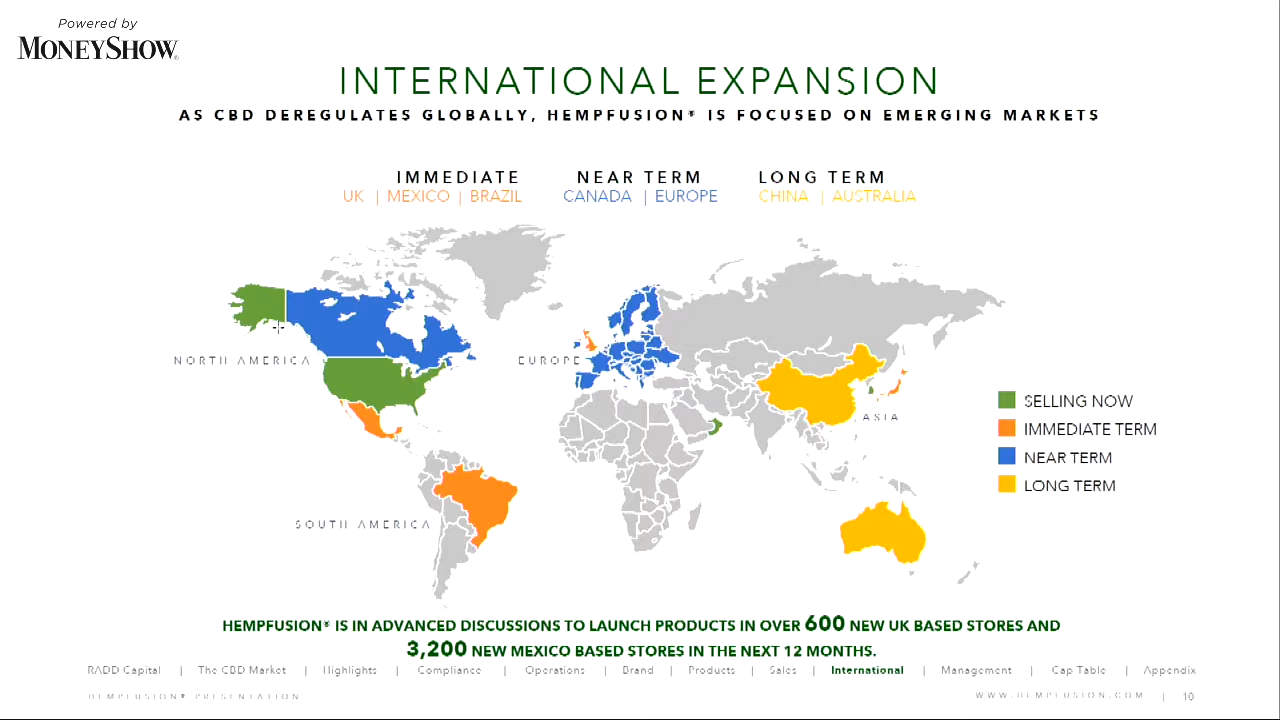 Powered by
MONEYSHOW
INTERNATIONAL EXPANSION
AS CBD DEREGULATES GLOBALLY, HEMPFUSION® IS FOCUSED ON EMERGING MARKETS
IMMEDIATE NEAR TERM LONG TERM
UK | MEXICO | BRAZIL CANADA | EUROPE CHINA | AUSTRALIA
NORTH AMERICA
EUROPE
ASIA
SOUTH AMERICA
SELLING NOW
IMMEDIATE TERM
NEAR TERM
LONG TERM
HEMPFUSION® IS IN ADVANCED DISCUSSIONS TO LAUNCH PRODUCTS IN OVER 600 NEW UK BASED STORES AND
3,200 NEW MEXICO BASED STORES IN THE NEXT 12 MONTHS.
RADD Capital | The CBD Market | Highlights | Compliance | Operations | Brand | Products | Sales | International | Management | Cap Table | Appendix
HEMPFUSION® PRESENTATION WWW.HEMPFUSION.COM | 10